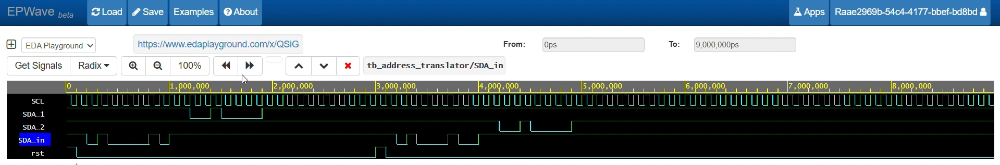 EPWave beta Load Save Examples About Apps Raae2969b-54c4-4177-bbef-bd8bd
EDA Playground https://www.edaplayground.com/x/QSiG From: 0ps To: 9,000,000ps
Get Signals Radix 100% tb_address_translator/SDA_in
0 1,000,000 2,000,000 3,000,000 4,000,000 5,000,000 6,000,000 7,000,000 8,000,000
SCL
SDA_1
SDA_2
SDA_in
rst